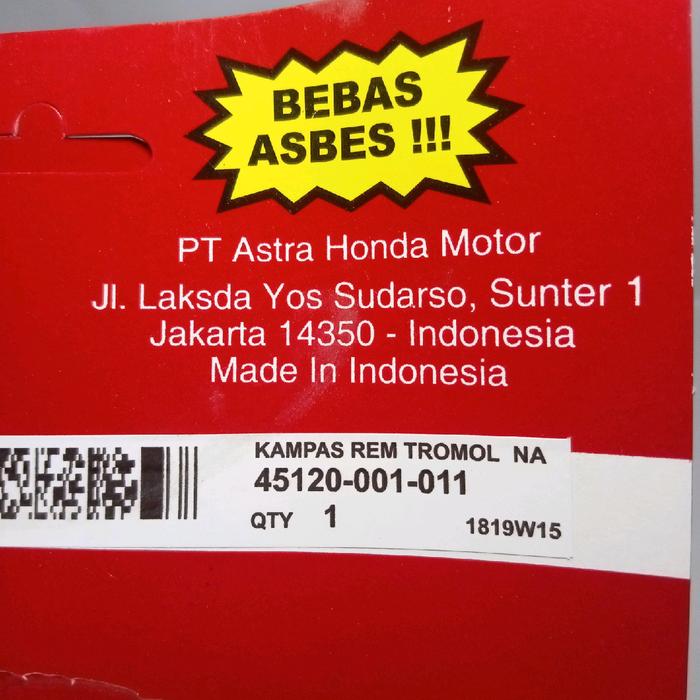 BEBAS
ASBES !!!
PT Astra Honda Motor
Jl. Laksda Yos Sudarso, Sunter 1
Jakarta 14350 - Indonesia
Made In Indonesia
KAMPAS REM TROMOL NA
45120-001-011
QTY 1 1819W15